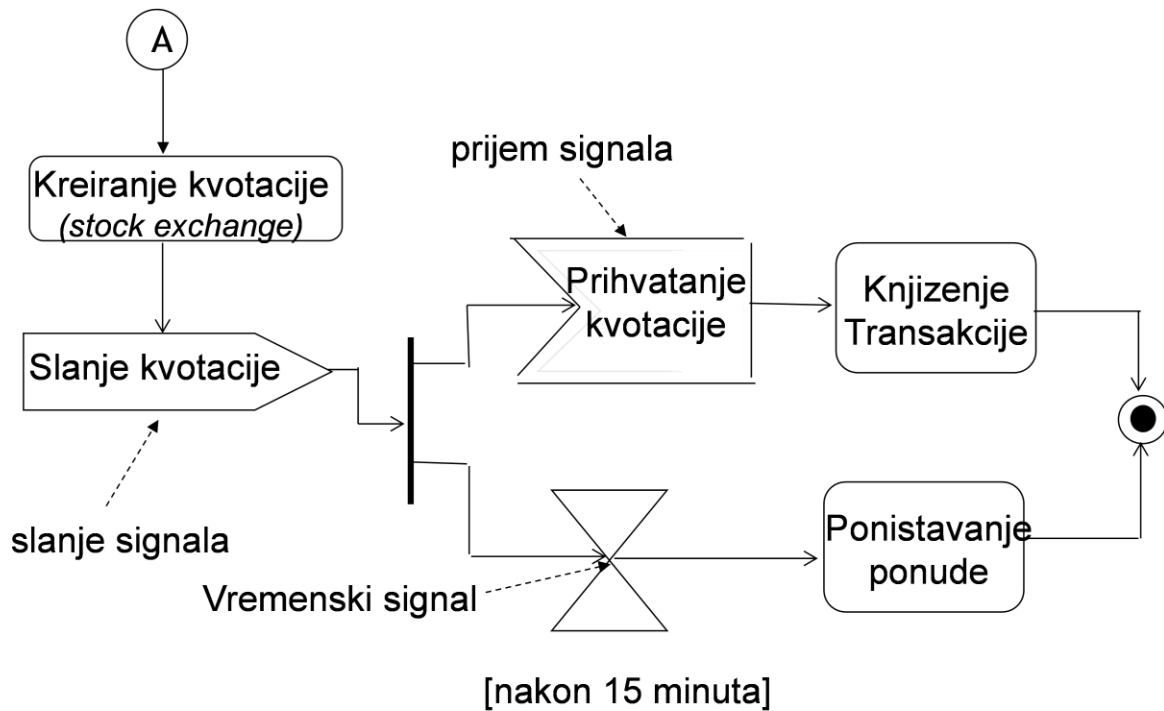 A
Kreiranje kvotacije
(stock exchange)
Slanje kvotacije
slanje signala
prijem signala
Prihvatanje
kvotacije
Knjizenje
Transakcije
Vremenski signal
Ponistavanje
ponude
[nakon 15 minuta]